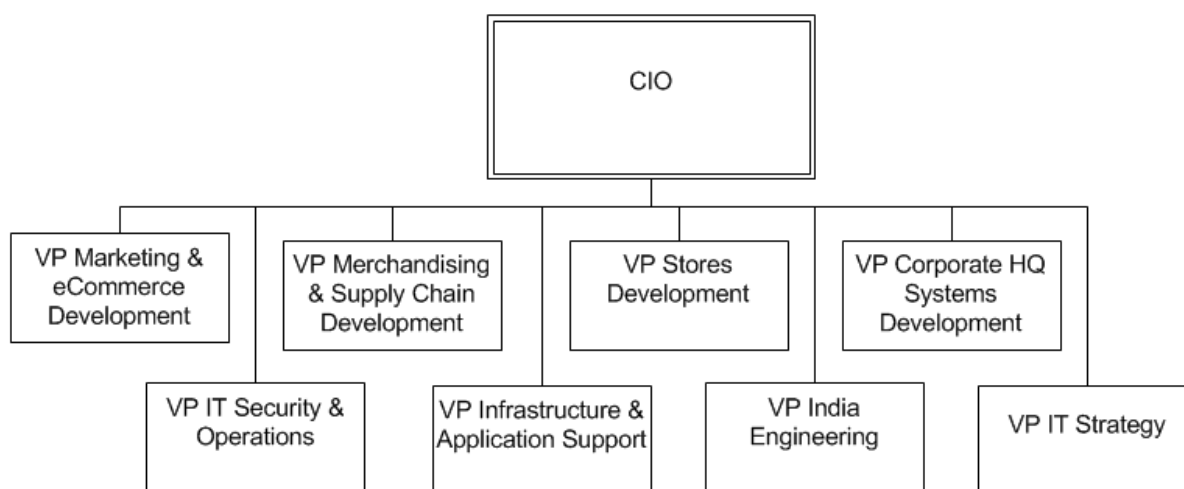 CIO
VP Marketing &
eCommerce
Development
VP Merchandising
& Supply Chain
Development
VP Stores
Development
VP Corporate HQ
Systems
Development
VP IT Security &
Operations
VP Infrastructure &
Application Support
VP India
Engineering
VP IT Strategy